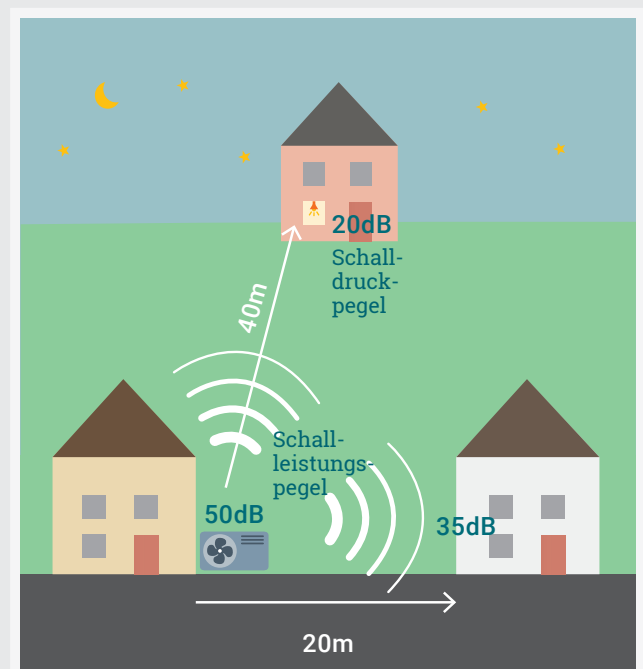 20dB
Schall-
druck-
pegel
40m
Schall-
leistungs-
pegel
50dB
35dB
20m